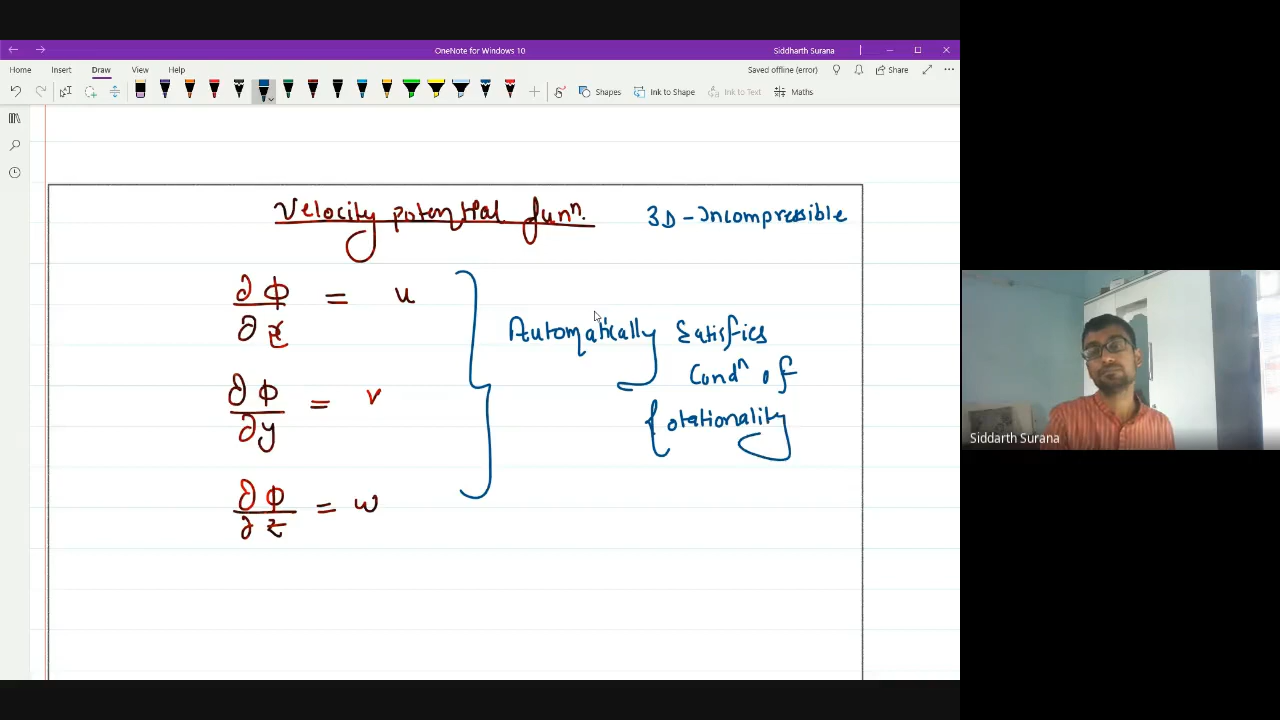 OneNote for Windows 10
Siddharth Surana
Home Insert Draw View Help
Saved offline (error)
Share
Shapes
Ink to Shape
Ink to Text
Maths
Velocity potential funⁿ.
3D - Incompressible
∂Φ/∂x = u
∂Φ/∂y = v
∂Φ/∂z = w
Automatically Satisfies
Condⁿ of
rotationality
Siddarth Surana